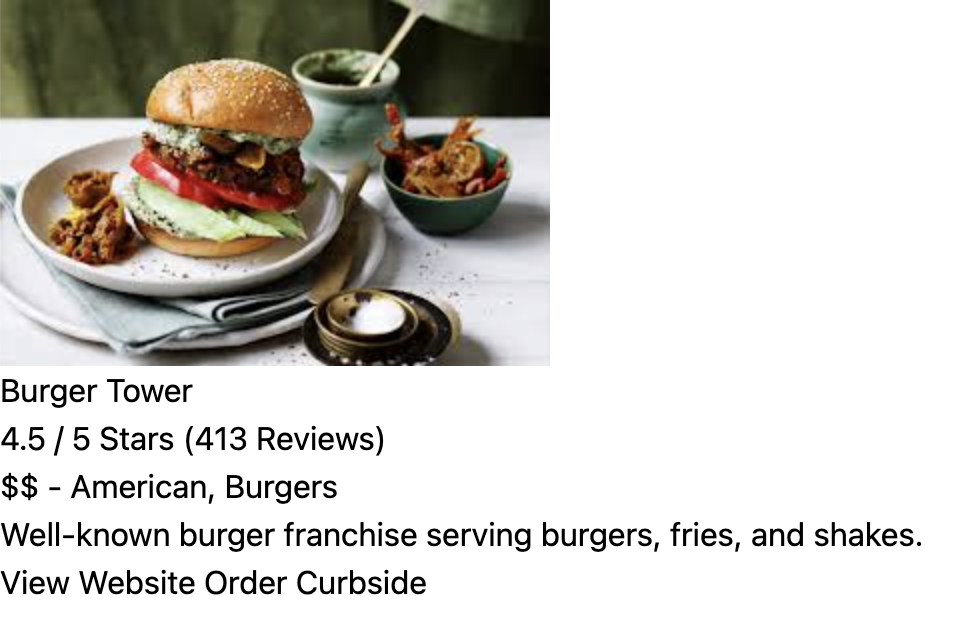 Burger Tower
4.5 / 5 Stars (413 Reviews)
$$ - American, Burgers
Well-known burger franchise serving burgers, fries, and shakes.
View Website Order Curbside